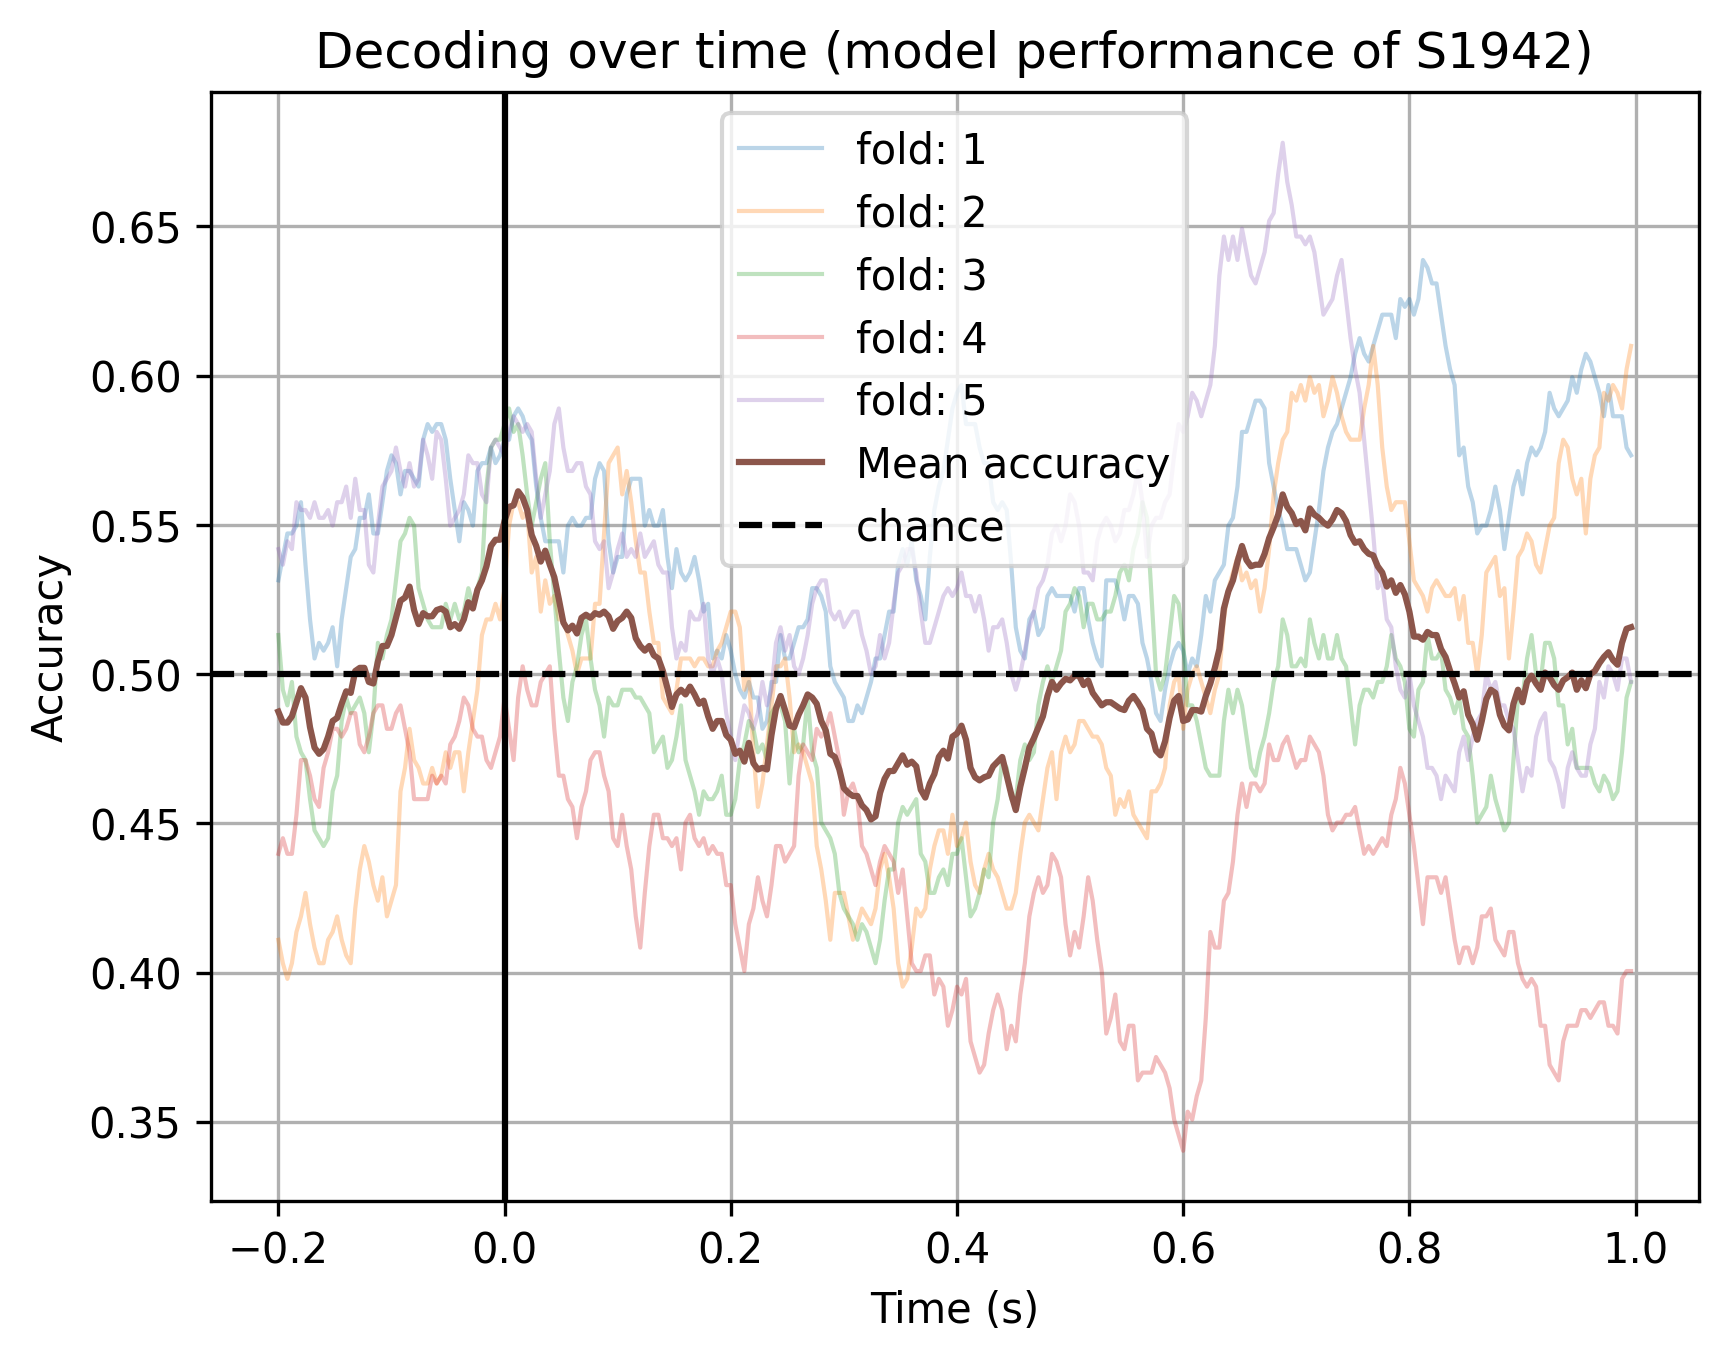 Decoding over time (model performance of S1942)
fold: 1
fold: 2
fold: 3
fold: 4
fold: 5
Mean accuracy
chance
Accuracy
0.65
0.60
0.55
0.50
0.45
0.40
0.35
−0.2
0.0
0.2
0.4
0.6
0.8
1.0
Time (s)